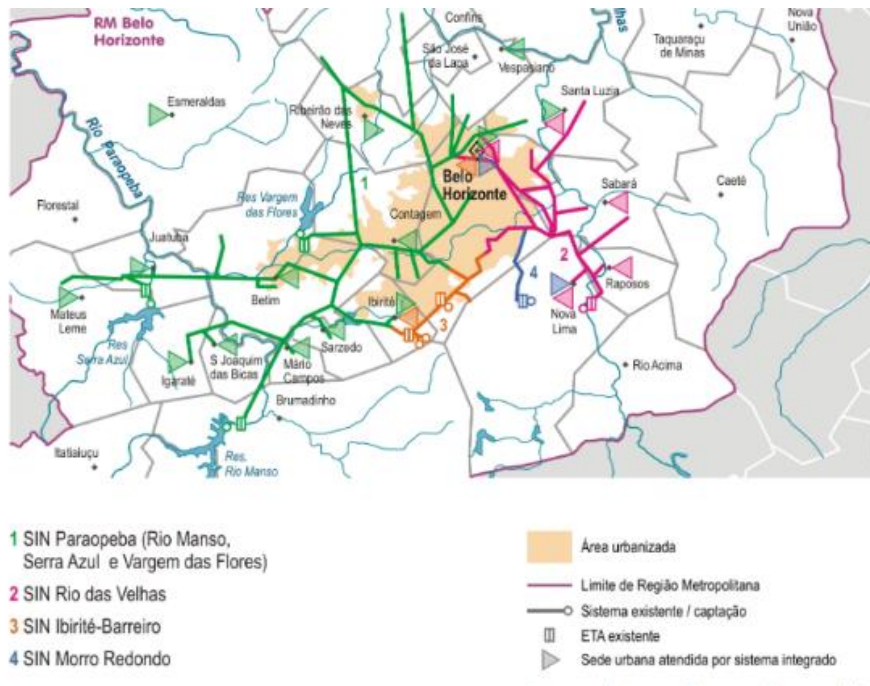 RM Belo
Horizonte
Confins
Nova
União
São José
da Lapa
Vespasiano
Taquaraçu
de Minas
Esmeraldas
Ribeirão das
Neves
Santa Luzia
Rio Paraopeba
1
Res Vargem
das Flores
Belo
Horizonte
Sabará
Caeté
Florestal
Contagem
Juatuba
2
4
Betim
Ibirité
Nova
Lima
Raposos
Mateus
Leme
3
Res
Serra Azul
Sarzedo
S Joaquim
das Bicas
Mário
Campos
Igaraté
Rio Acima
Brumadinho
Itatiaiuçu
Res.
Rio Manso
1 SIN Paraopeba (Rio Manso,
Serra Azul e Vargem das Flores)
2 SIN Rio das Velhas
3 SIN Ibirité-Barreiro
4 SIN Morro Redondo
Área urbanizada
Limite de Região Metropolitana
Sistema existente / captação
ETA existente
Sede urbana atendida por sistema integrado